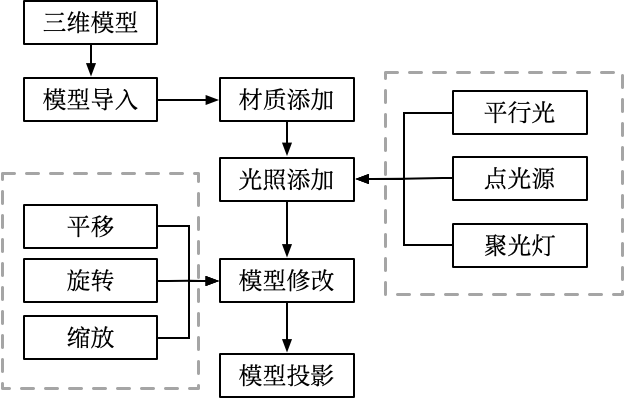 三维模型
模型导入
材质添加
平行光
光照添加
点光源
平移
聚光灯
旋转
模型修改
缩放
模型投影